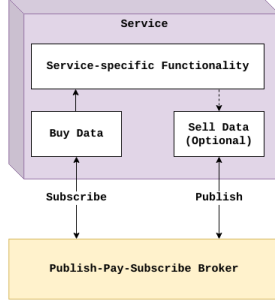 Service
Service-specific Functionality
Buy Data
Sell Data
(Optional)
Subscribe
Publish
Publish-Pay-Subscribe Broker